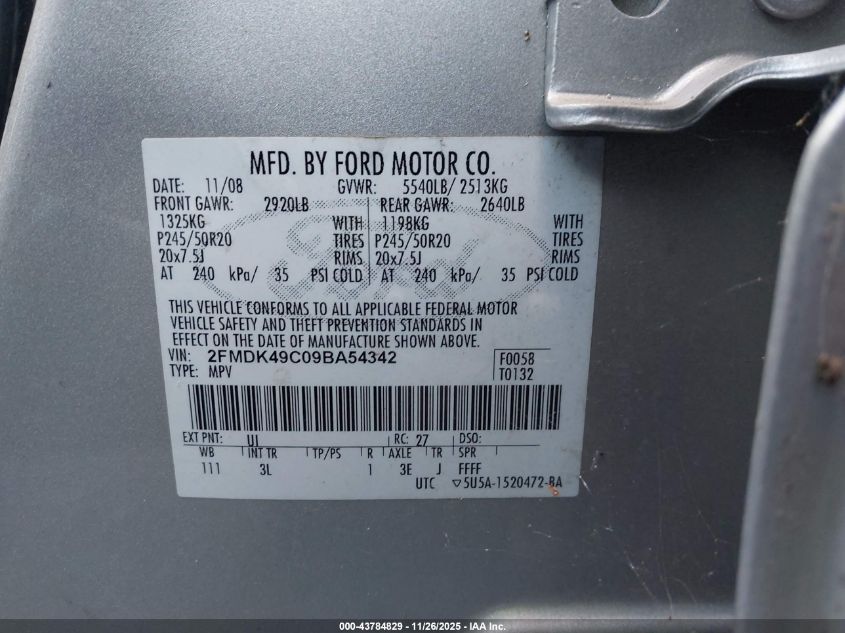 MFD. BY FORD MOTOR CO.
DATE: 11/08 GVWR: 5540LB/ 2513KG
FRONT GAWR: 2920LB REAR GAWR: 2640LB
1325KG WITH 1198KG WITH
P245/50R20 TIRES P245/50R20 TIRES
20x7.5J RIMS 20x7.5J RIMS
AT 240 kPa/ 35 PSI COLD AT 240 kPa/ 35 PSI COLD
Ford
THIS VEHICLE CONFORMS TO ALL APPLICABLE FEDERAL MOTOR
VEHICLE SAFETY AND THEFT PREVENTION STANDARDS IN
EFFECT ON THE DATE OF MANUFACTURE SHOWN ABOVE.
VIN: 2FMDK49C09BA54342 F0058
TYPE: MPV T0132
EXT PNT: UI RC: 27 DSO:
WB INT TR TP/PS R AXLE TR SPR
111 3L 1 3E J FFFF
UTC ▽5U5A-1520472-BA
000-43784829 - 11/26/2025 - IAA Inc.